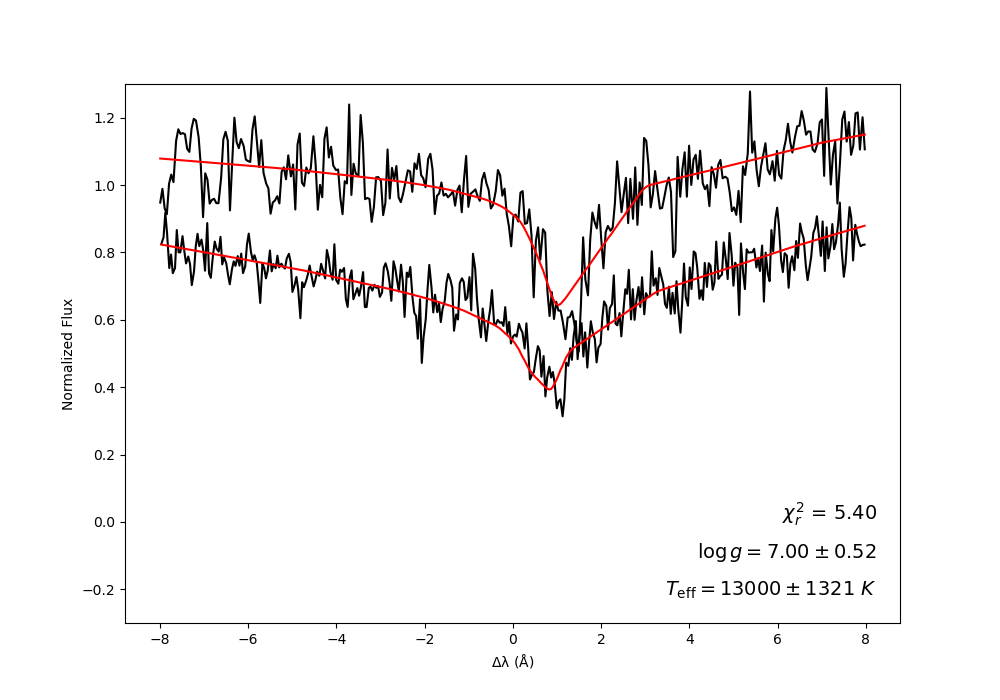 1.2
1.0
0.8
0.6
0.4
0.2
0.0
−0.2
Normalized Flux
χ²ᵣ = 5.40
log g = 7.00 ± 0.52
T_eff = 13000 ± 1321 K
−8 −6 −4 −2 0 2 4 6 8
Δλ (Å)